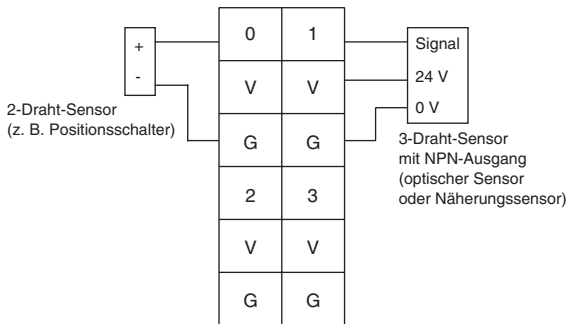 +
-
2-Draht-Sensor
(z. B. Positionsschalter)
0 1
V V
G G
2 3
V V
G G
Signal
24 V
0 V
3-Draht-Sensor
mit NPN-Ausgang
(optischer Sensor
oder Näherungssensor)